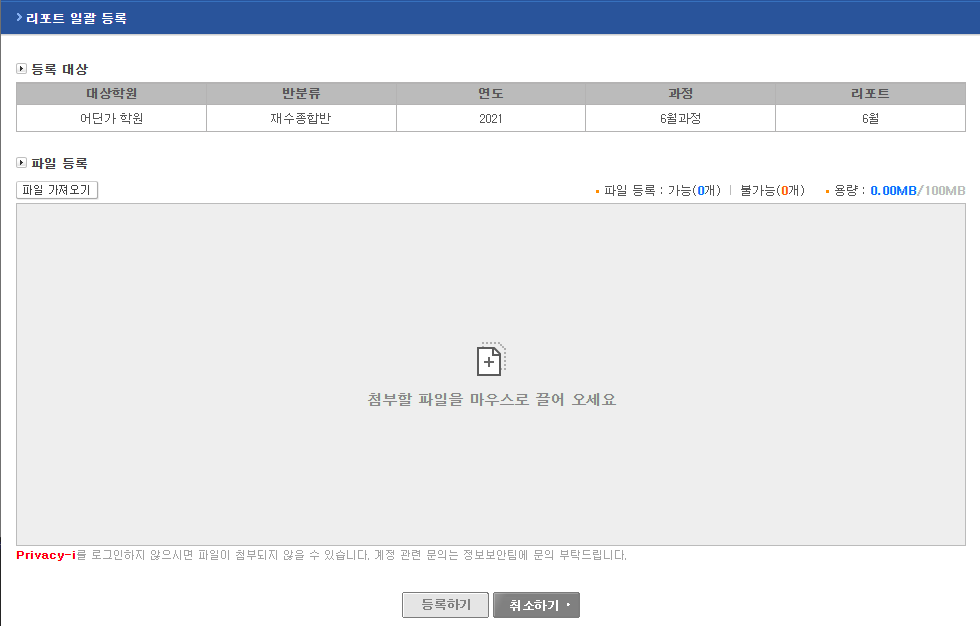 리포트 일괄 등록
등록 대상
대상학원 반분류 연도 과정 리포트
어딘가 학원 재수종합반 2021 6월과정 6월
파일 등록
파일 가져오기 파일 등록 : 가능(0개) | 불가능(0개) 용량 : 0.00MB/100MB
첨부할 파일을 마우스로 끌어 오세요
Privacy-i를 로그인하지 않으시면 파일이 첨부되지 않을 수 있습니다. 계정 관련 문의는 정보보안팀에 문의 부탁드립니다.
등록하기 취소하기